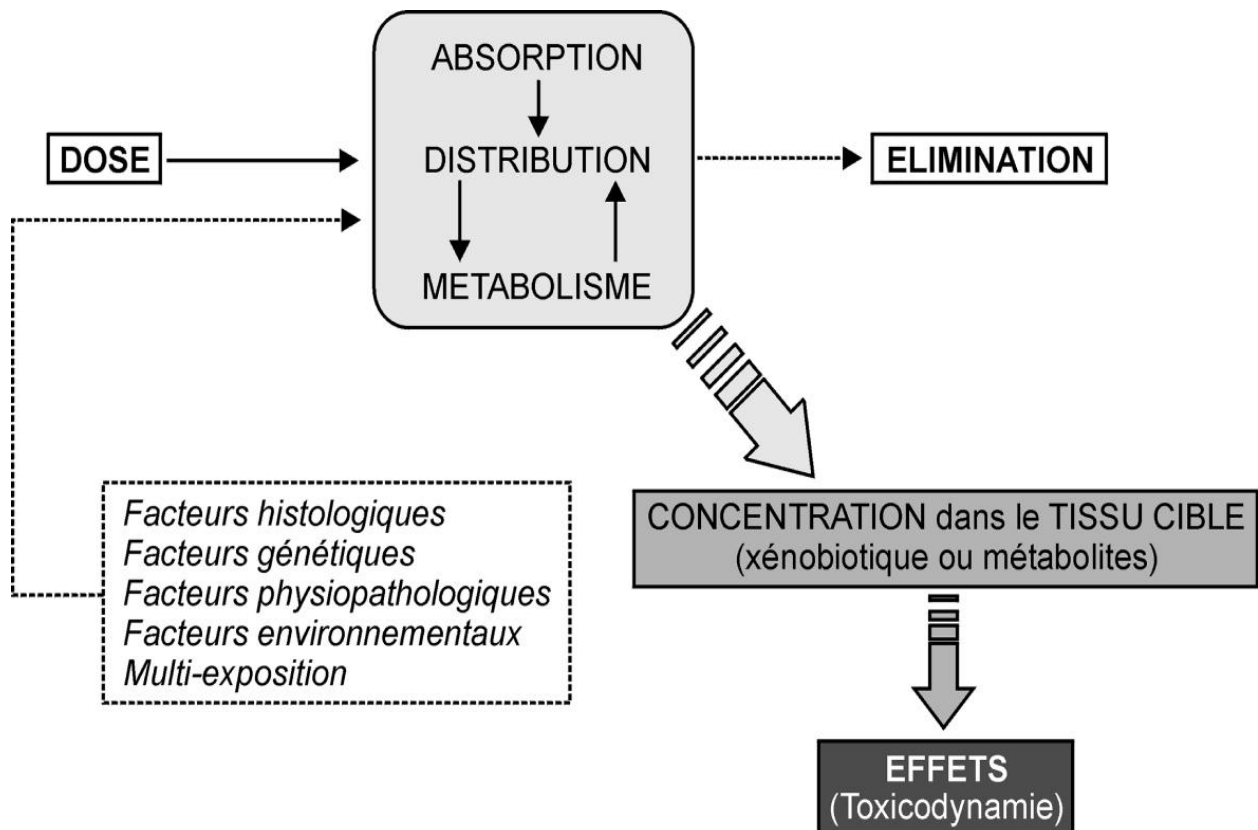 ABSORPTION
DOSE
DISTRIBUTION
ELIMINATION
METABOLISME
Facteurs histologiques
Facteurs génétiques
Facteurs physiopathologiques
Facteurs environnementaux
Multi-exposition
CONCENTRATION dans le TISSU CIBLE
(xénobiotique ou métabolites)
EFFETS
(Toxicodynamie)